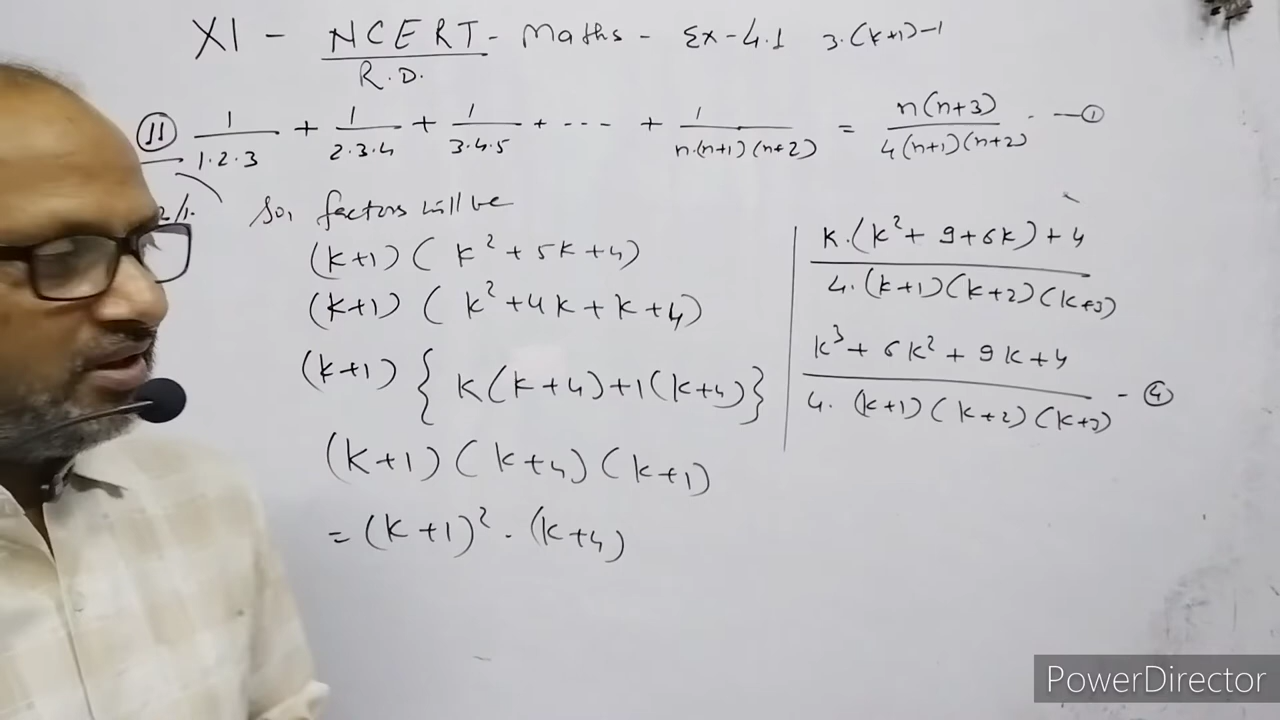 XI - NCERT - Maths - Ex-4.1 3.(k+1)-1
R.D.
11 1/1.2.3 + 1/2.3.4 + 1/3.4.5 + --- + 1/n.(n+1)(n+2) = n(n+3)/4(n+1)(n+2) . —①
So, factors will be
(k+1) ( k² + 5k + 4)
(k+1) ( k² + 4k + k + 4)
(k+1) { k(k+4)+1(k+4)}
(k+1) (k+4) (k+1)
= (k+1)² . (k+4)
k.(k² + 9 + 6k) + 4 / 4.(k+1)(k+2)(k+3)
k³ + 6k² + 9k + 4 / 4. (k+1) (k+2) (k+3) - ④
PowerDirector